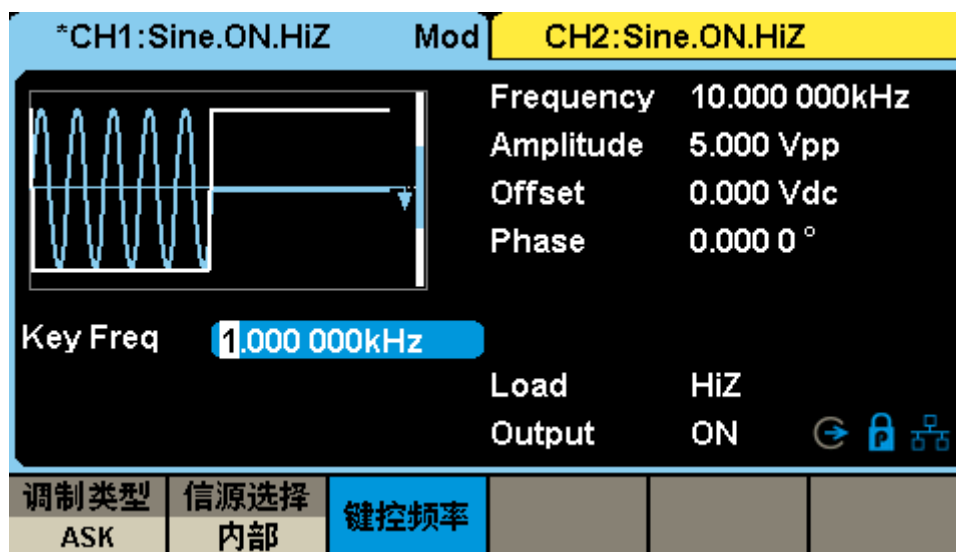 *CH1:Sine.ON.HiZ Mod CH2:Sine.ON.HiZ
Frequency 10.000 000kHz
Amplitude 5.000 Vpp
Offset 0.000 Vdc
Phase 0.000 0 °
Key Freq 1.000 000kHz
Load HiZ
Output ON P
调制类型 信源选择 键控频率
ASK 内部